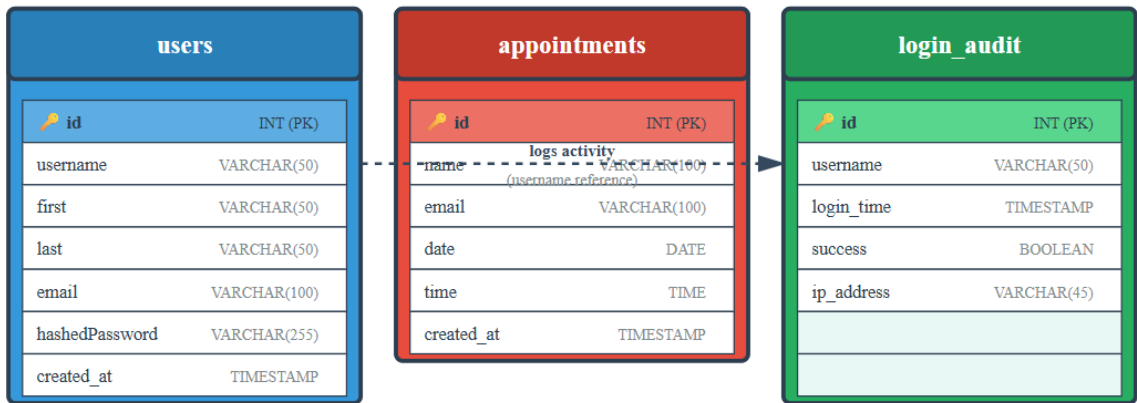 users
id INT (PK)
username VARCHAR(50)
first VARCHAR(50)
last VARCHAR(50)
email VARCHAR(100)
hashedPassword VARCHAR(255)
created_at TIMESTAMP
appointments
id INT (PK)
logs activity
name VARCHAR(100)
(username reference)
email VARCHAR(100)
date DATE
time TIME
created_at TIMESTAMP
login_audit
id INT (PK)
username VARCHAR(50)
login_time TIMESTAMP
success BOOLEAN
ip_address VARCHAR(45)